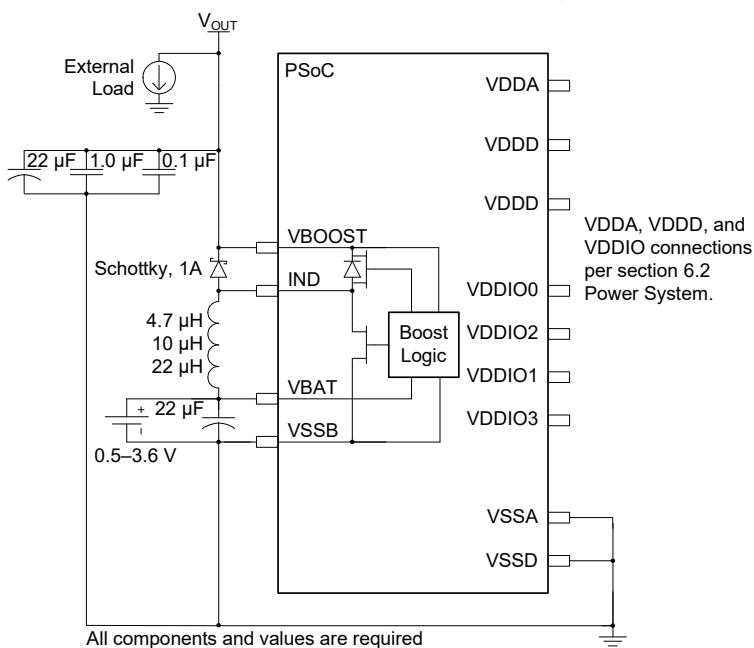 V_OUT
External
Load
PSoC
VDDA
22 µF
1.0 µF
0.1 µF
VDDD
VDDD
VDDA, VDDD, and
VDDIO connections
per section 6.2
Power System.
VBOOST
Schottky, 1A
IND
VDDIO0
4.7 µH
10 µH
22 µH
Boost
Logic
VDDIO2
VDDIO1
VBAT
22 µF
+
-
VDDIO3
VSSB
0.5–3.6 V
VSSA
VSSD
All components and values are required